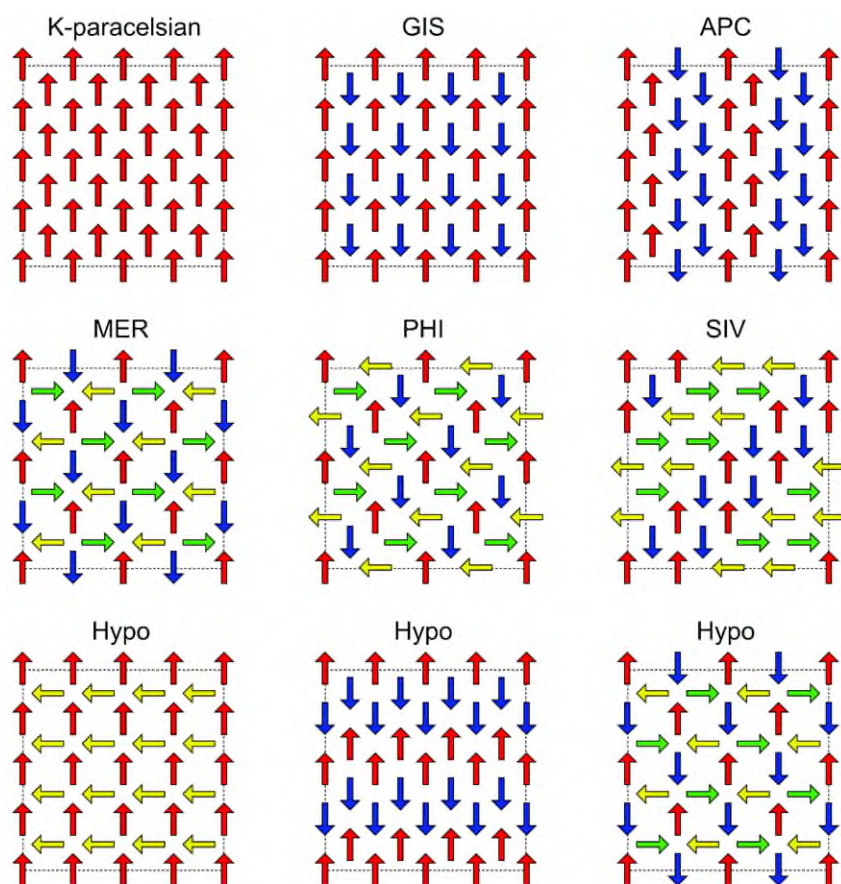 K-paracelsian
GIS
APC
MER
PHI
SIV
Hypo
Hypo
Hypo